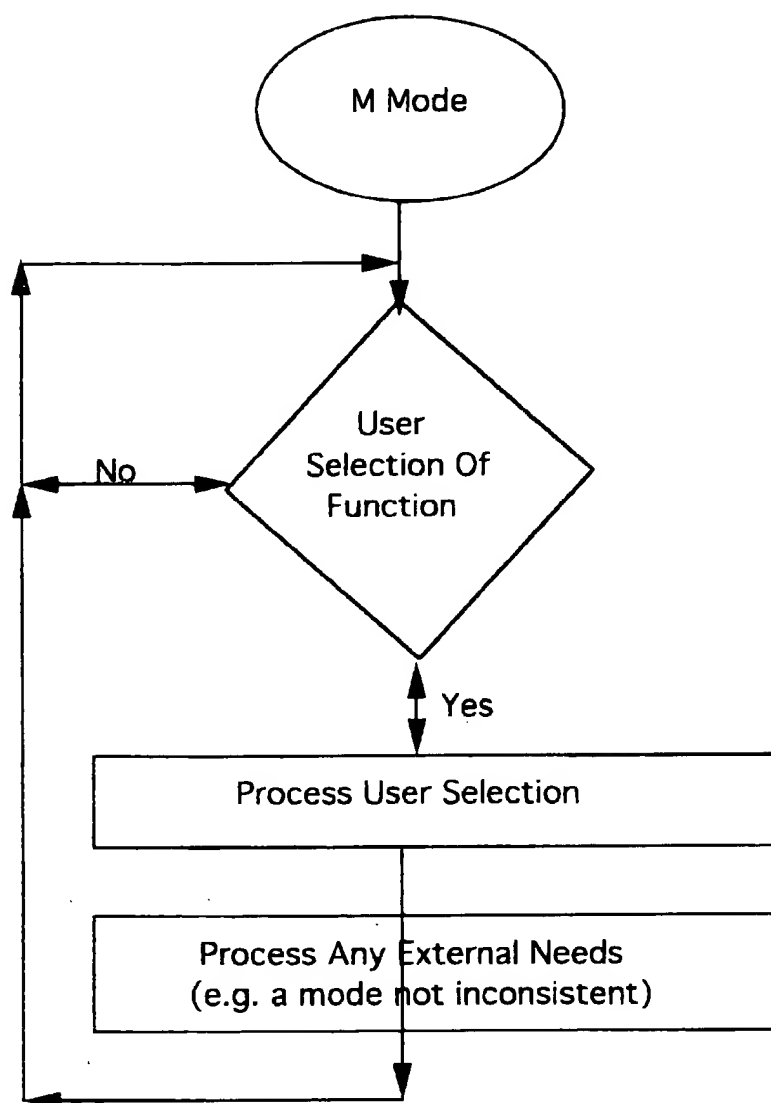 M Mode
User
Selection Of
Function
No
Yes
Process User Selection
Process Any External Needs
(e.g. a mode not inconsistent)